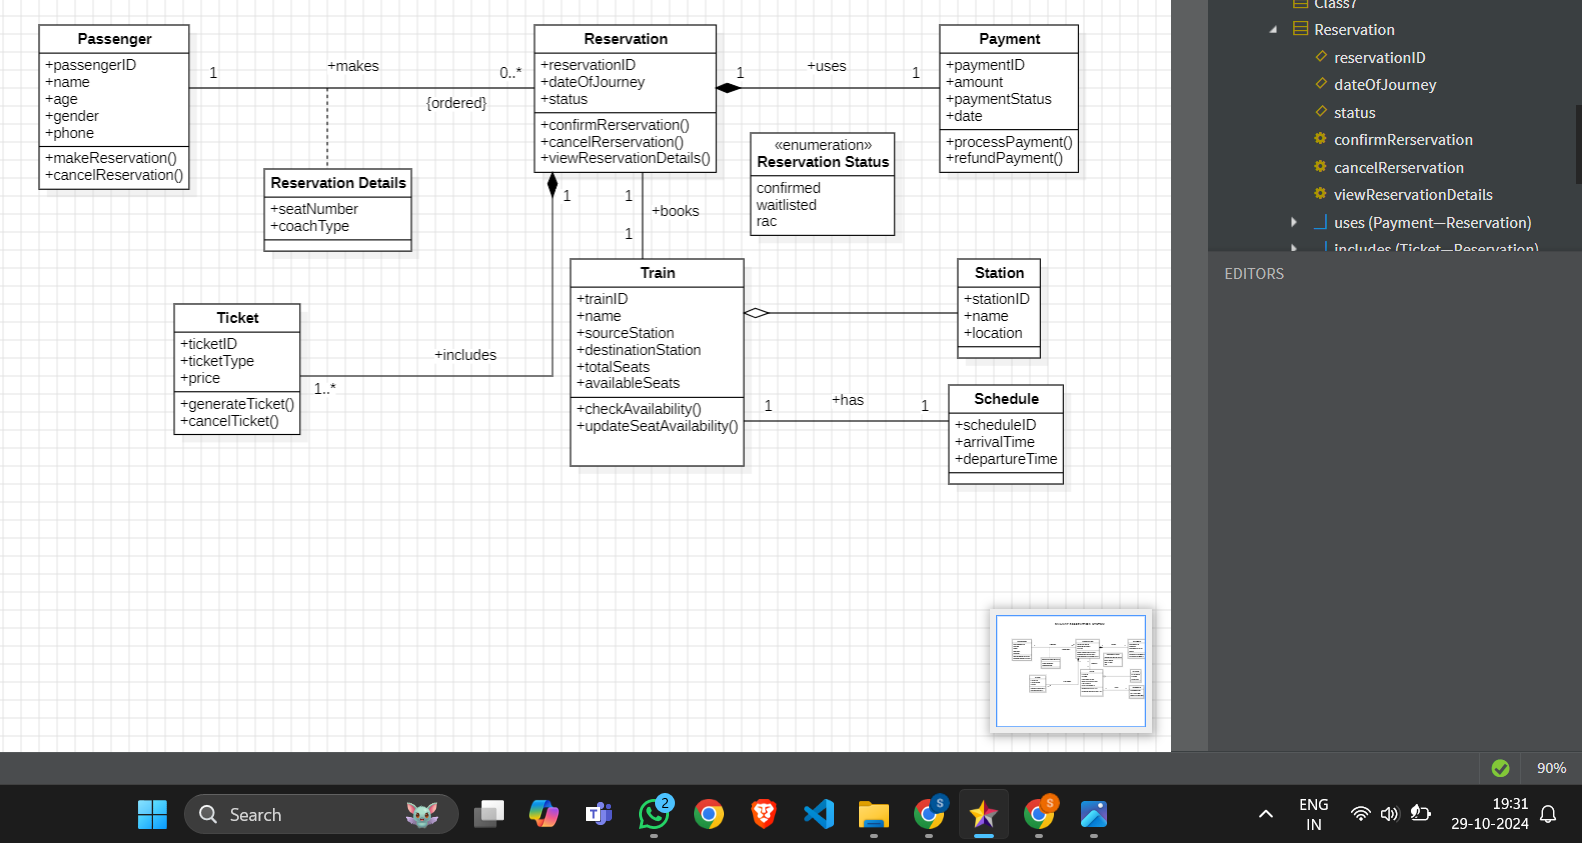 Passenger
+passengerID
+name
+age
+gender
+phone
+makeReservation()
+cancelReservation()
1
+makes
0..*
{ordered}
Reservation
+reservationID
+dateOfJourney
+status
+confirmRerservation()
+cancelRerservation()
+viewReservationDetails()
1
+uses
1
Payment
+paymentID
+amount
+paymentStatus
+date
+processPayment()
+refundPayment()
«enumeration»
Reservation Status
confirmed
waitlisted
rac
Reservation Details
+seatNumber
+coachType
1
1
+books
1
Train
+trainID
+name
+sourceStation
+destinationStation
+totalSeats
+availableSeats
+checkAvailability()
+updateSeatAvailability()
Station
+stationID
+name
+location
Ticket
+ticketID
+ticketType
+price
+generateTicket()
+cancelTicket()
+includes
1..*
1
+has
1
Schedule
+scheduleID
+arrivalTime
+departureTime
Class7
Reservation
reservationID
dateOfJourney
status
confirmRerservation
cancelRerservation
viewReservationDetails
uses (Payment—Reservation)
includes (Ticket—Reservation)
EDITORS
90%
Search
2
S
S
ENG
IN
19:31
29-10-2024